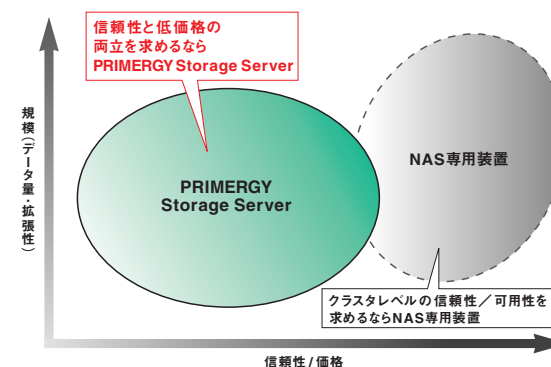 信頼性と低価格の
両立を求めるなら
PRIMERGY Storage Server
規模（データ量・拡張性）
NAS専用装置
PRIMERGY
Storage Server
クラスタレベルの信頼性／可用性を
求めるならNAS専用装置
信頼性/価格